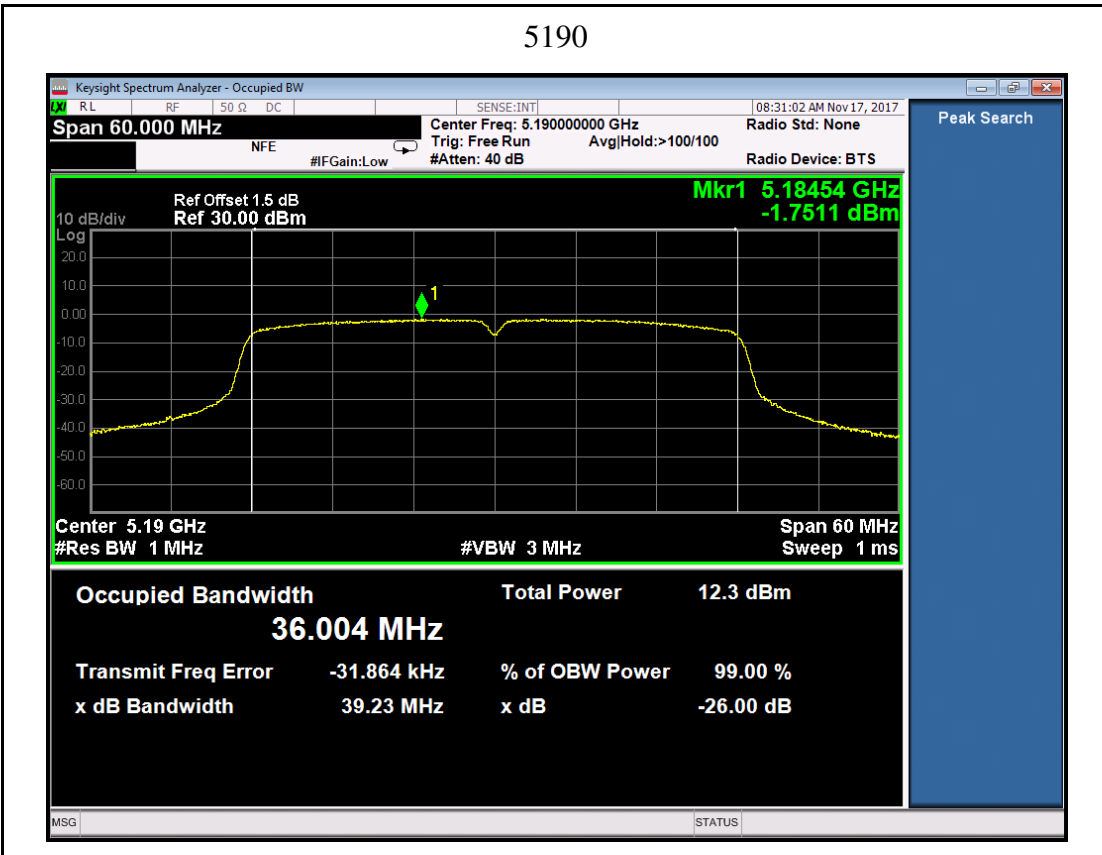 5190
Keysight Spectrum Analyzer - Occupied BW
LXI RL RF 50 Ω DC SENSE:INT 08:31:02 AM Nov 17, 2017
Span 60.000 MHz Center Freq: 5.190000000 GHz Radio Std: None
NFE Trig: Free Run Avg|Hold:>100/100
#IFGain:Low #Atten: 40 dB Radio Device: BTS
Peak Search
Mkr1 5.18454 GHz
-1.7511 dBm
Ref Offset 1.5 dB
10 dB/div Ref 30.00 dBm
Log
20.0
10.0
1
0.00
-10.0
-20.0
-30.0
-40.0
-50.0
-60.0
Center 5.19 GHz Span 60 MHz
#Res BW 1 MHz #VBW 3 MHz Sweep 1 ms
Occupied Bandwidth Total Power 12.3 dBm
36.004 MHz
Transmit Freq Error -31.864 kHz % of OBW Power 99.00 %
x dB Bandwidth 39.23 MHz x dB -26.00 dB
MSG STATUS